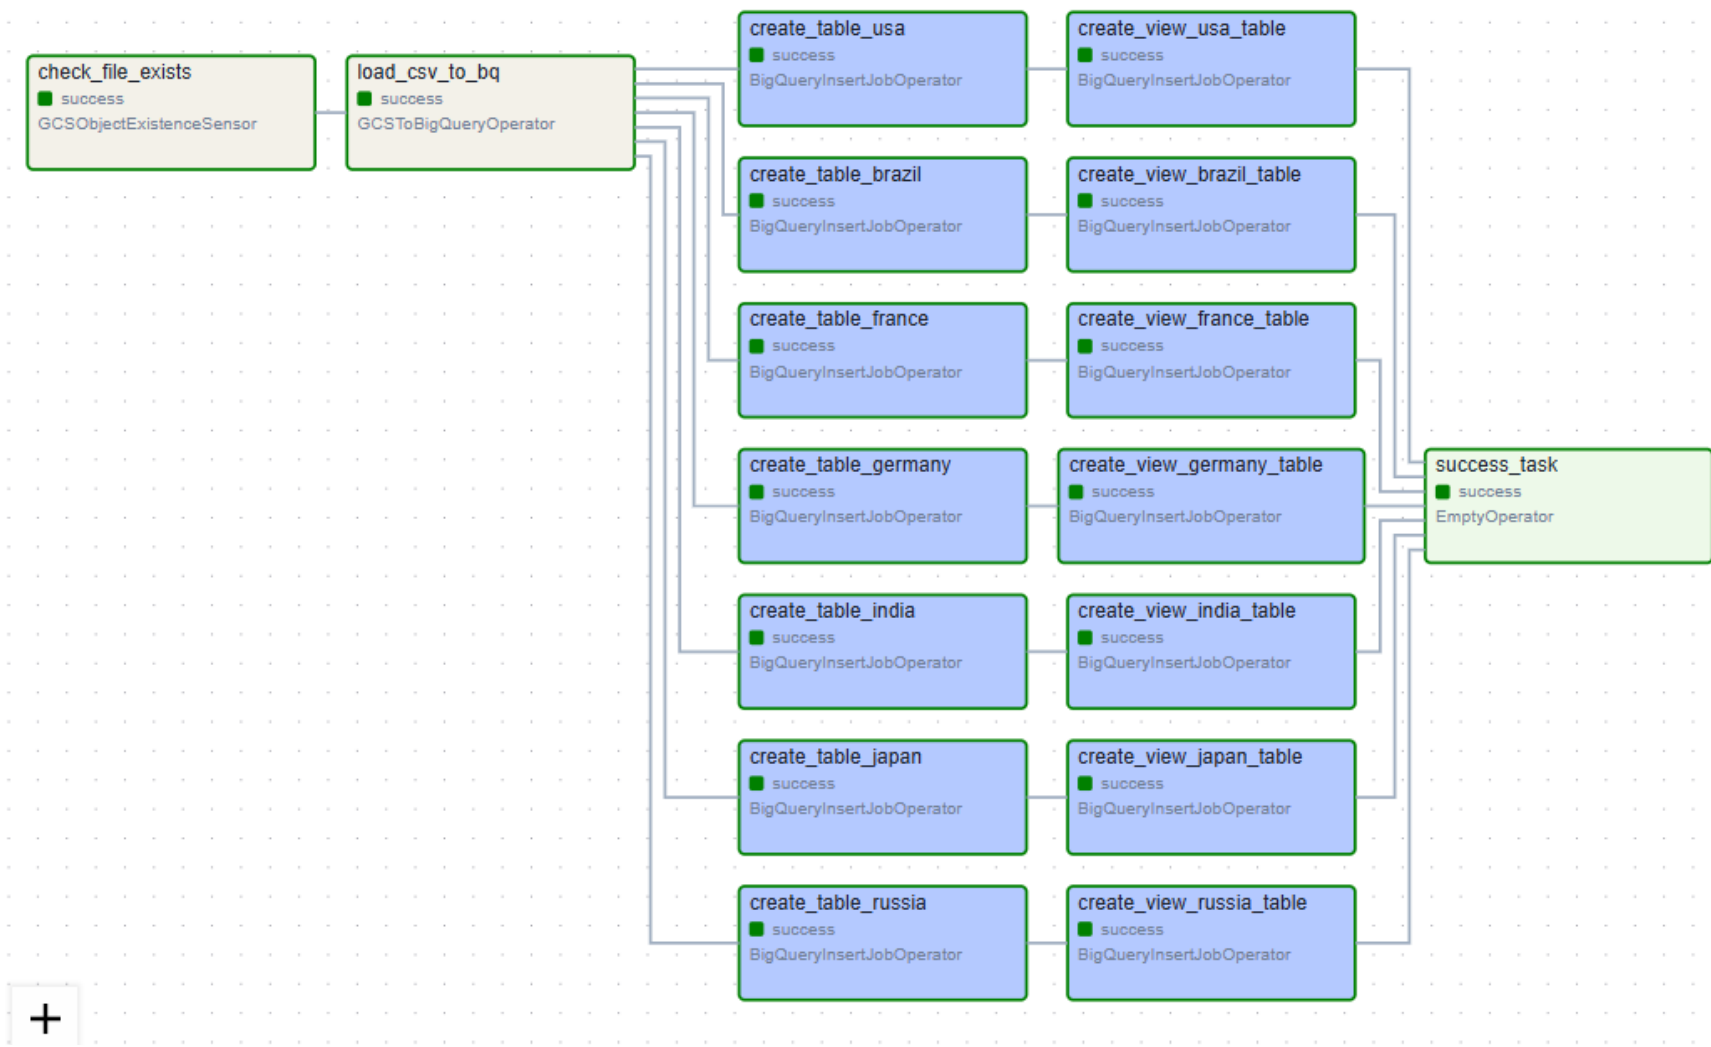 check_file_exists
success
GCSObjectExistenceSensor
load_csv_to_bq
success
GCSToBigQueryOperator
create_table_usa
success
BigQueryInsertJobOperator
create_view_usa_table
success
BigQueryInsertJobOperator
create_table_brazil
success
BigQueryInsertJobOperator
create_view_brazil_table
success
BigQueryInsertJobOperator
create_table_france
success
BigQueryInsertJobOperator
create_view_france_table
success
BigQueryInsertJobOperator
create_table_germany
success
BigQueryInsertJobOperator
create_view_germany_table
success
BigQueryInsertJobOperator
success_task
success
EmptyOperator
create_table_india
success
BigQueryInsertJobOperator
create_view_india_table
success
BigQueryInsertJobOperator
create_table_japan
success
BigQueryInsertJobOperator
create_view_japan_table
success
BigQueryInsertJobOperator
create_table_russia
success
BigQueryInsertJobOperator
create_view_russia_table
success
BigQueryInsertJobOperator
+